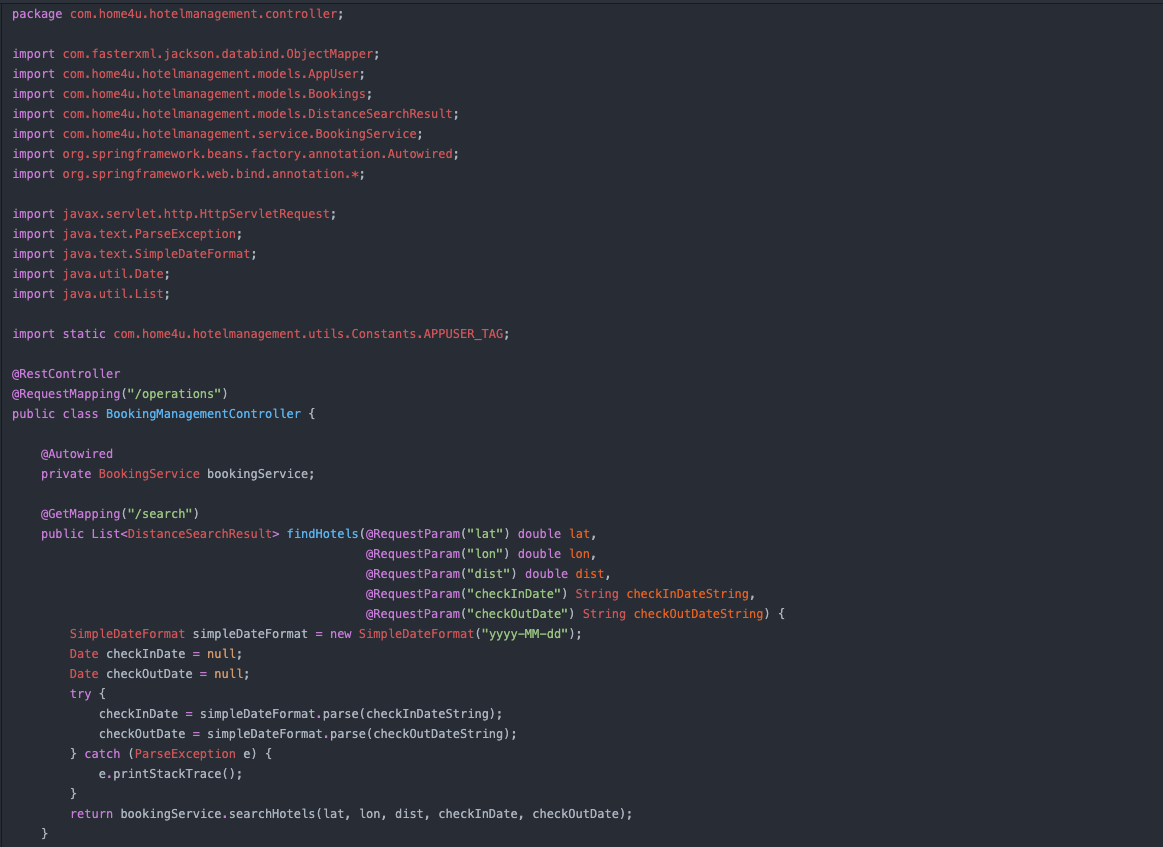 package com.home4u.hotelmanagement.controller;

import com.fasterxml.jackson.databind.ObjectMapper;
import com.home4u.hotelmanagement.models.AppUser;
import com.home4u.hotelmanagement.models.Bookings;
import com.home4u.hotelmanagement.models.DistanceSearchResult;
import com.home4u.hotelmanagement.service.BookingService;
import org.springframework.beans.factory.annotation.Autowired;
import org.springframework.web.bind.annotation.*;

import javax.servlet.http.HttpServletRequest;
import java.text.ParseException;
import java.text.SimpleDateFormat;
import java.util.Date;
import java.util.List;

import static com.home4u.hotelmanagement.utils.Constants.APPUSER_TAG;

@RestController
@RequestMapping("/operations")
public class BookingManagementController {

    @Autowired
    private BookingService bookingService;

    @GetMapping("/search")
    public List<DistanceSearchResult> findHotels(@RequestParam("lat") double lat,
                                                 @RequestParam("lon") double lon,
                                                 @RequestParam("dist") double dist,
                                                 @RequestParam("checkInDate") String checkInDateString,
                                                 @RequestParam("checkOutDate") String checkOutDateString) {
        SimpleDateFormat simpleDateFormat = new SimpleDateFormat("yyyy-MM-dd");
        Date checkInDate = null;
        Date checkOutDate = null;
        try {
            checkInDate = simpleDateFormat.parse(checkInDateString);
            checkOutDate = simpleDateFormat.parse(checkOutDateString);
        } catch (ParseException e) {
            e.printStackTrace();
        }
        return bookingService.searchHotels(lat, lon, dist, checkInDate, checkOutDate);
    }